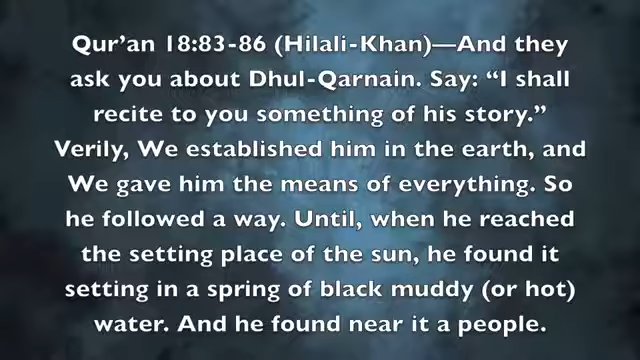 Qur’an 18:83-86 (Hilali-Khan)—And they
ask you about Dhul-Qarnain. Say: “I shall
recite to you something of his story.”
Verily, We established him in the earth, and
We gave him the means of everything. So
he followed a way. Until, when he reached
the setting place of the sun, he found it
setting in a spring of black muddy (or hot)
water. And he found near it a people.